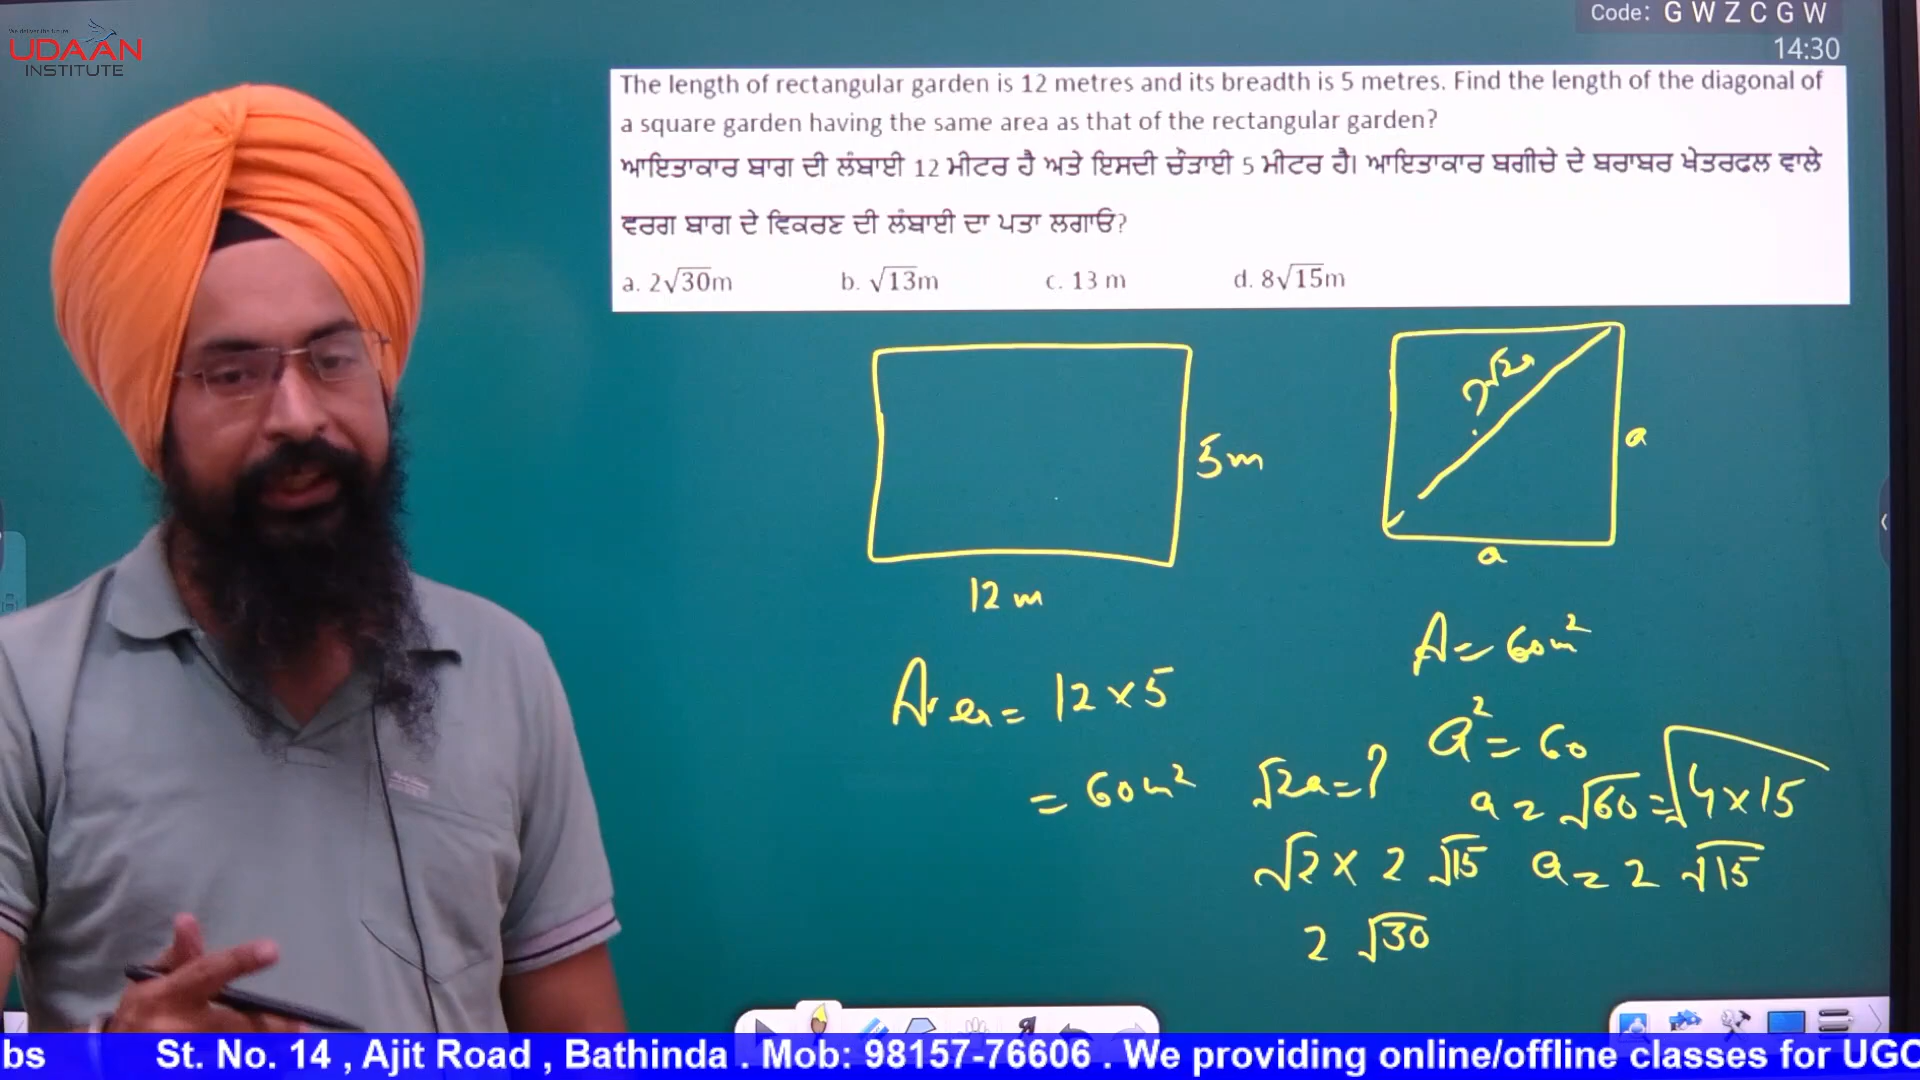 Code: G W Z C G W
14:30
UDAAN
INSTITUTE
The length of rectangular garden is 12 metres and its breadth is 5 metres. Find the length of the diagonal of
a square garden having the same area as that of the rectangular garden?
ਆਇਤਾਕਾਰ ਬਾਗ ਦੀ ਲੰਬਾਈ 12 ਮੀਟਰ ਹੈ ਅਤੇ ਇਸਦੀ ਚੌੜਾਈ 5 ਮੀਟਰ ਹੈ। ਆਇਤਾਕਾਰ ਬਗੀਚੇ ਦੇ ਬਰਾਬਰ ਖੇਤਰਫਲ ਵਾਲੇ
ਵਰਗ ਬਾਗ ਦੇ ਵਿਕਰਣ ਦੀ ਲੰਬਾਈ ਦਾ ਪਤਾ ਲਗਾਓ?
a. 2√30m b. √13m c. 13 m d. 8√15m
5m
12 m
? √2a
a
a
Area = 12 × 5
= 60m²
A = 60m²
a² = 60
a = √60 = √4×15
a = 2 √15
√2a = ?
√2 × 2 √15
2 √30
bs St. No. 14 , Ajit Road , Bathinda . Mob: 98157-76606 . We providing online/offline classes for UGC